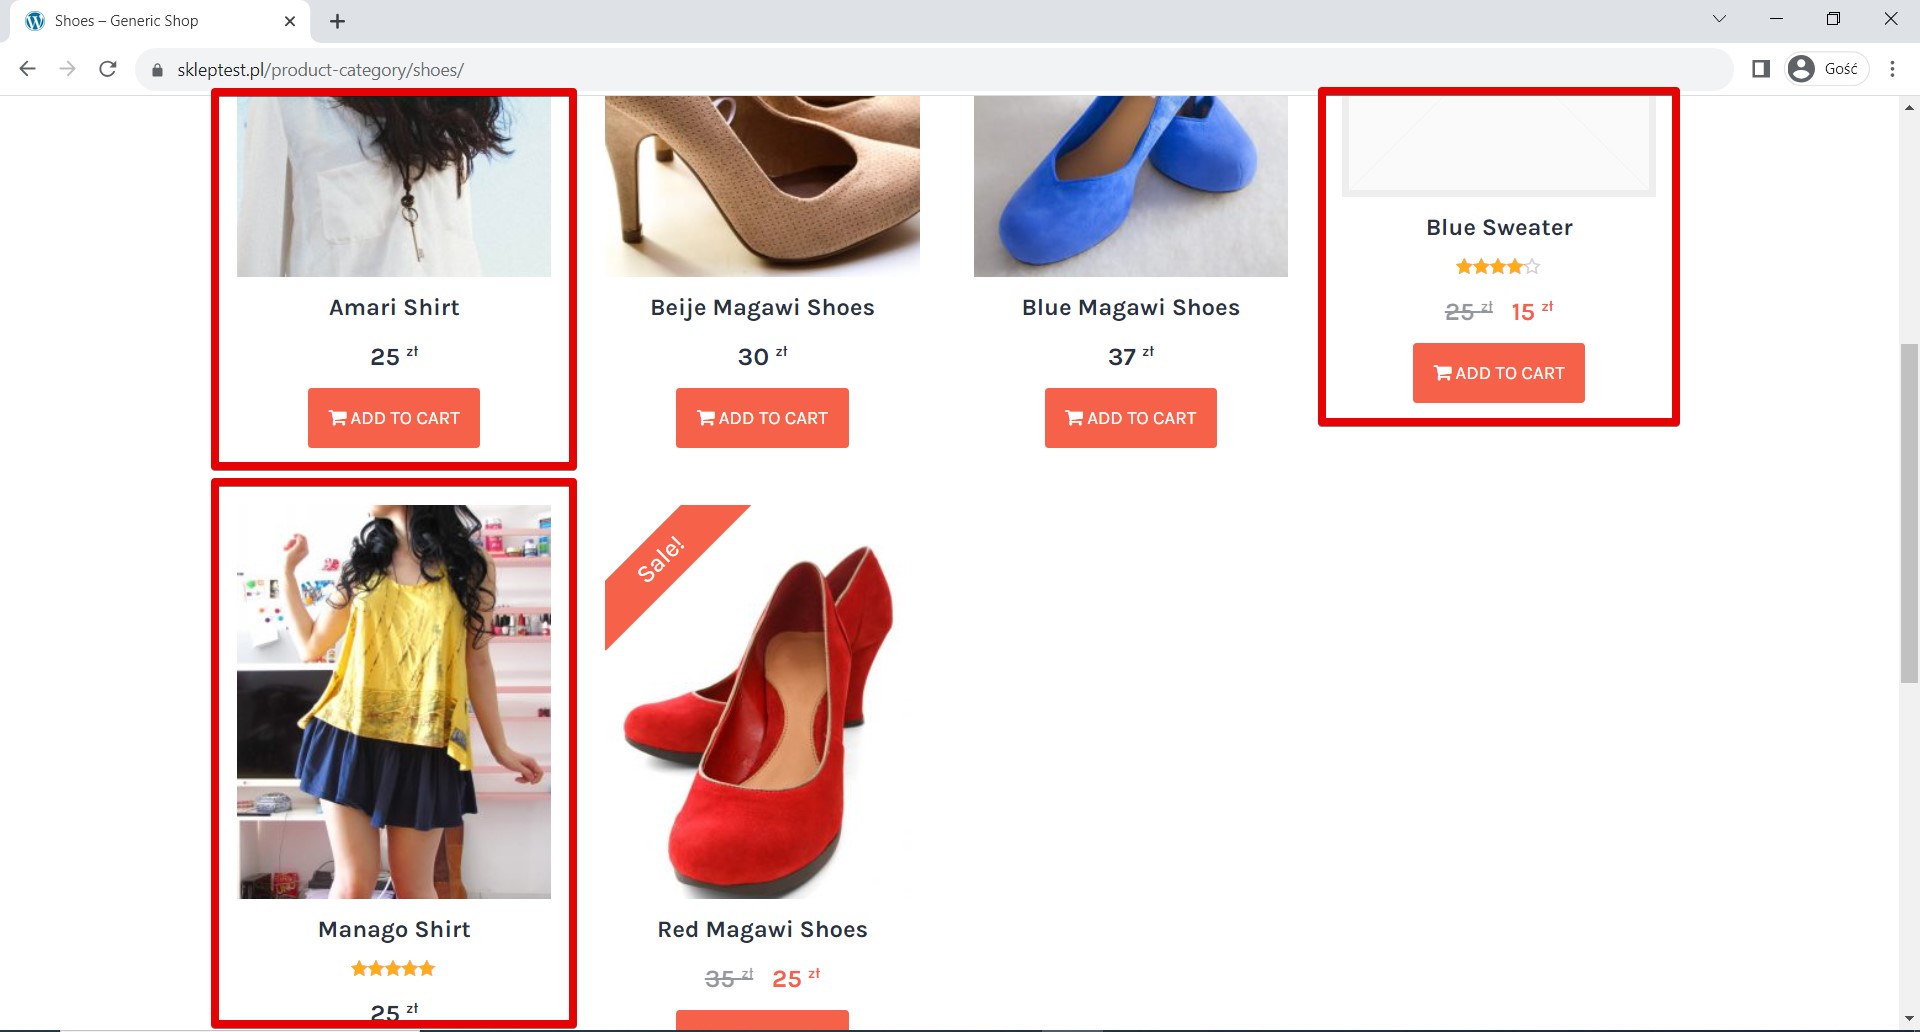 Shoes – Generic Shop
skleptest.pl/product-category/shoes/
Gość
Amari Shirt
25 zł
ADD TO CART
Beije Magawi Shoes
30 zł
ADD TO CART
Blue Magawi Shoes
37 zł
ADD TO CART
Blue Sweater
25 zł 15 zł
ADD TO CART
Manago Shirt
25 zł
Sale!
Red Magawi Shoes
35 zł 25 zł